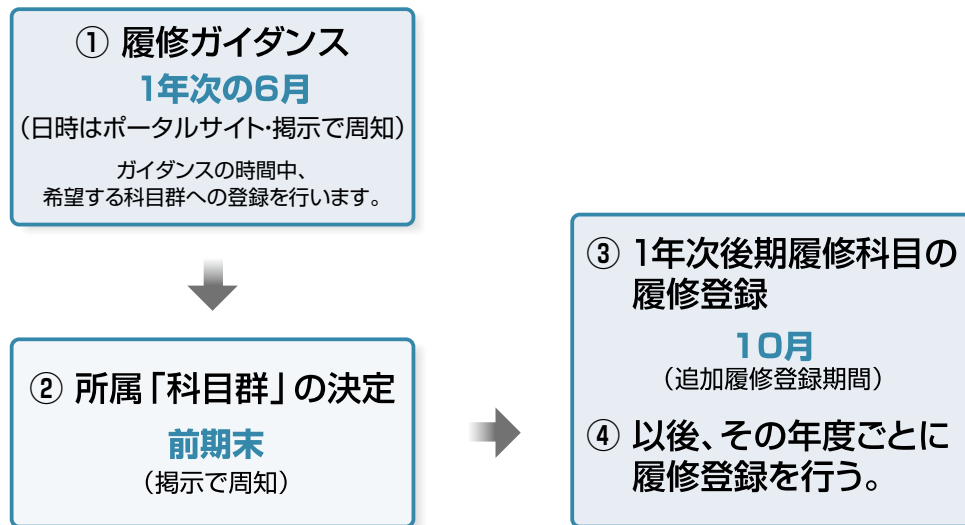 ① 履修ガイダンス
1年次の6月
（日時はポータルサイト・掲示で周知）
ガイダンスの時間中、
希望する科目群への登録を行います。
② 所属「科目群」の決定
前期末
（掲示で周知）
③ 1年次後期履修科目の
履修登録
10月
（追加履修登録期間）
④ 以後、その年度ごとに
履修登録を行う。